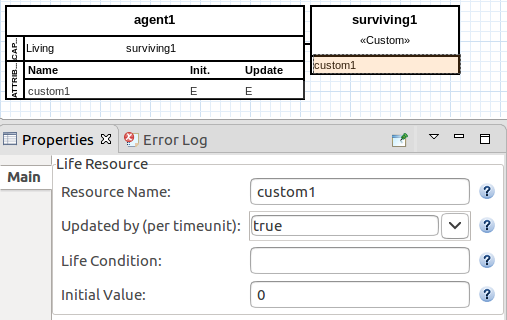 agent1
CAP...
Living surviving1
ATTRIB...
Name Init. Update
custom1 E E
surviving1
«Custom»
custom1
Properties Error Log
Main
Life Resource
Resource Name: custom1
Updated by (per timeunit): true
Life Condition:
Initial Value: 0